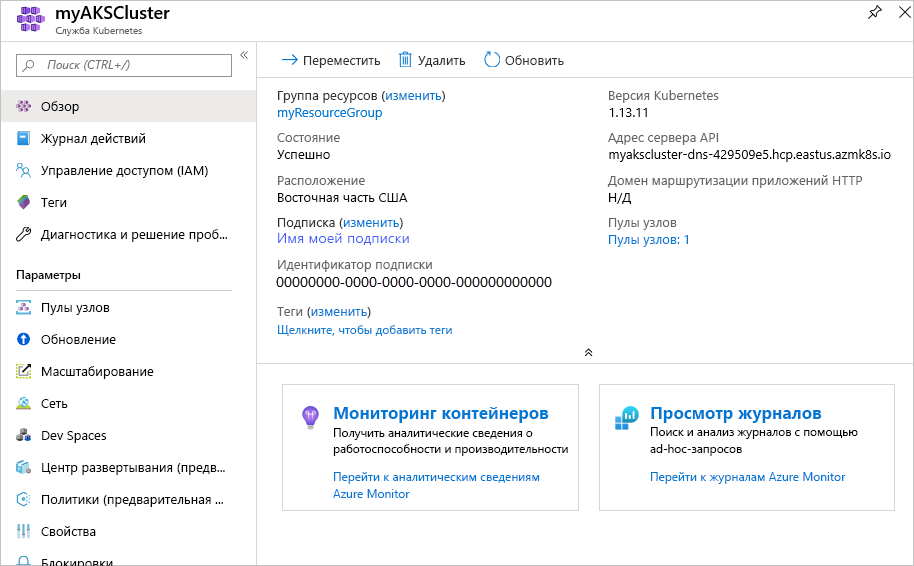 myAKSCluster
Служба Kubernetes
Поиск (CTRL+/)
Обзор
Журнал действий
Управление доступом (IAM)
Теги
Диагностика и решение проб...
Параметры
Пулы узлов
Обновление
Масштабирование
Сеть
Dev Spaces
Центр развертывания (предв...
Политики (предварительная ...
Свойства
Блокировки
Переместить
Удалить
Обновить
Группа ресурсов (изменить)
myResourceGroup
Состояние
Успешно
Расположение
Восточная часть США
Подписка (изменить)
Имя моей подписки
Идентификатор подписки
00000000-0000-0000-0000-000000000000
Теги (изменить)
Щелкните, чтобы добавить теги
Версия Kubernetes
1.13.11
Адрес сервера API
myakscluster-dns-429509e5.hcp.eastus.azmk8s.io
Домен маршрутизации приложений HTTP
Н/Д
Пулы узлов
Пулы узлов: 1
Мониторинг контейнеров
Получить аналитические сведения о
работоспособности и производительности
Перейти к аналитическим сведениям
Azure Monitor
Просмотр журналов
Поиск и анализ журналов с помощью
ad-hoc-запросов
Перейти к журналам Azure Monitor